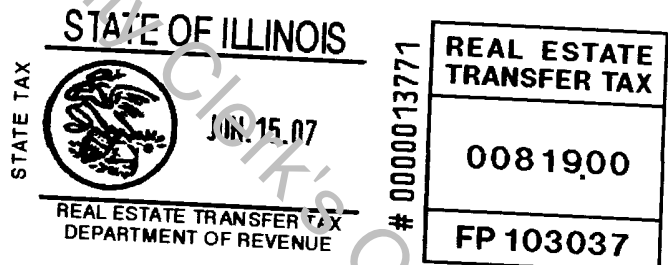 STATE OF ILLINOIS
STATE TAX
JUN. 15. 07
REAL ESTATE TRANSFER TAX
DEPARTMENT OF REVENUE
# 0000013771
REAL ESTATE
TRANSFER TAX
0081900
FP 103037
Clerk's